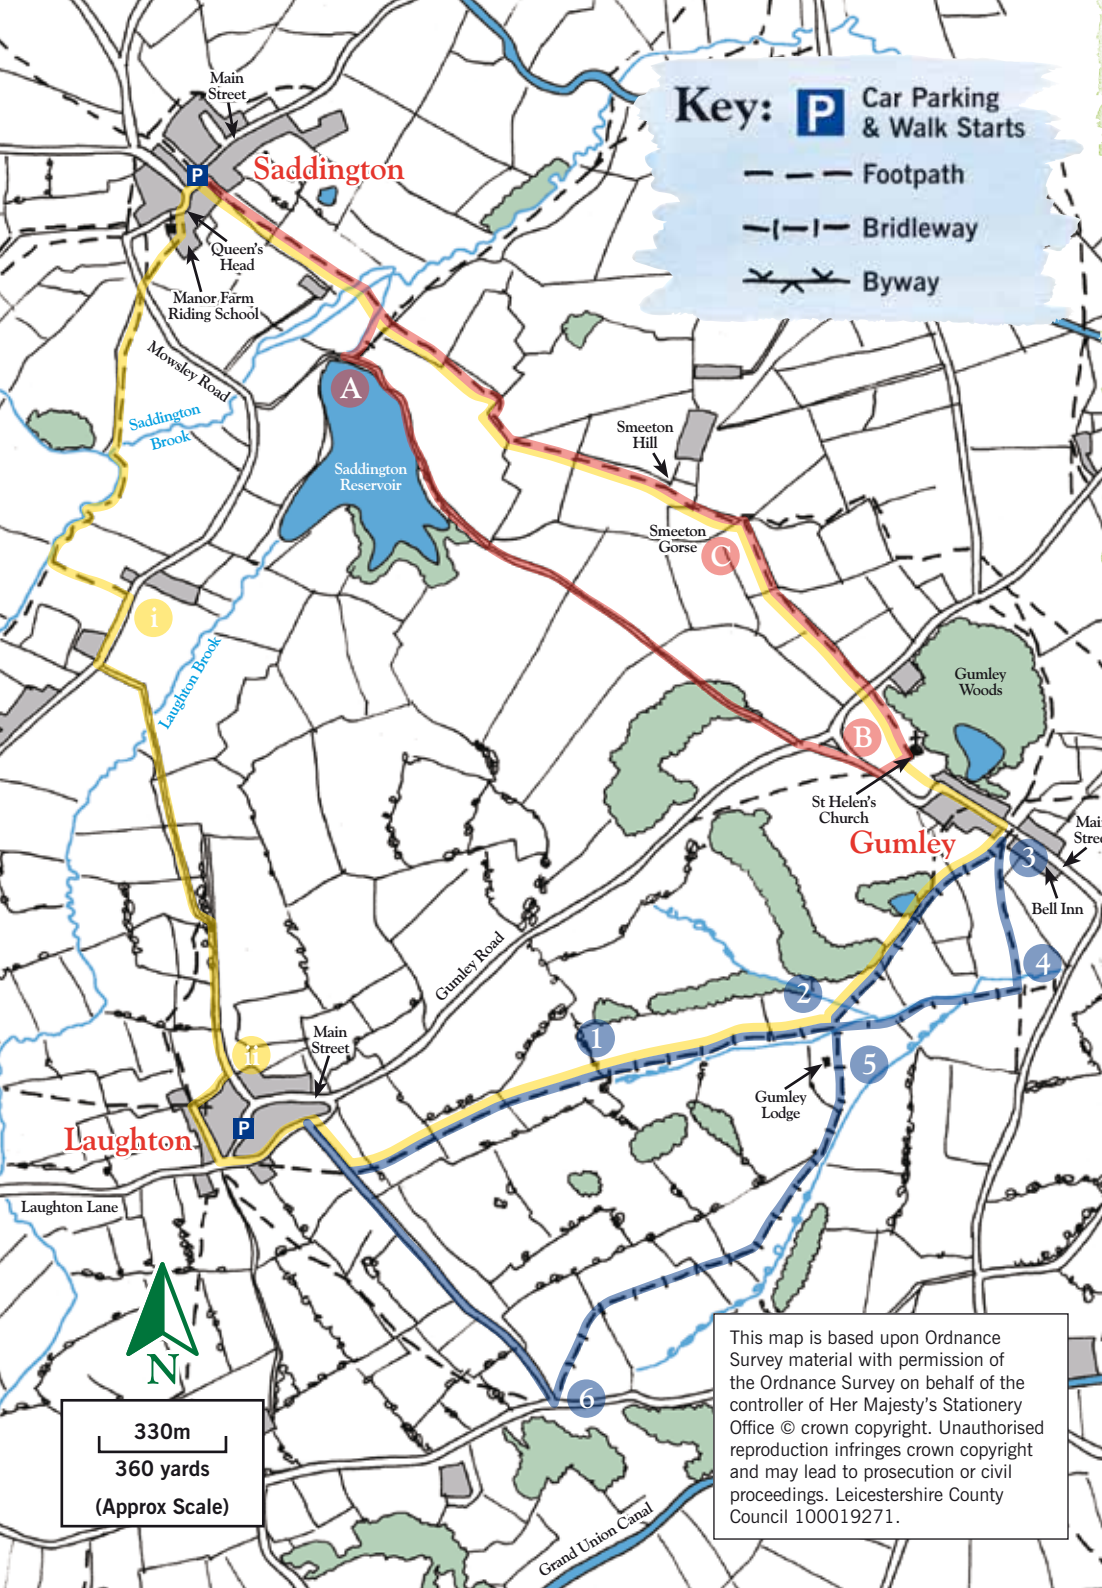 Key:
P
Car Parking
& Walk Starts
Footpath
Bridleway
Byway
Main
Street
P
Saddington
Queen's
Head
Manor Farm
Riding School
Mowsley Road
Saddington
Brook
A
Saddington
Reservoir
Smeeton
Hill
Smeeton
Gorse
C
i
Laughton Brook
Gumley
Woods
B
St Helen's
Church
Gumley
Main
Stre
3
Bell Inn
Gumley Road
4
2
1
5
Gumley
Lodge
Main
Street
ii
P
Laughton
Laughton Lane
N
330m
360 yards
(Approx Scale)
6
Grand Union Canal
This map is based upon Ordnance
Survey material with permission of
the Ordnance Survey on behalf of the
controller of Her Majesty's Stationery
Office © crown copyright. Unauthorised
reproduction infringes crown copyright
and may lead to prosecution or civil
proceedings. Leicestershire County
Council 100019271.